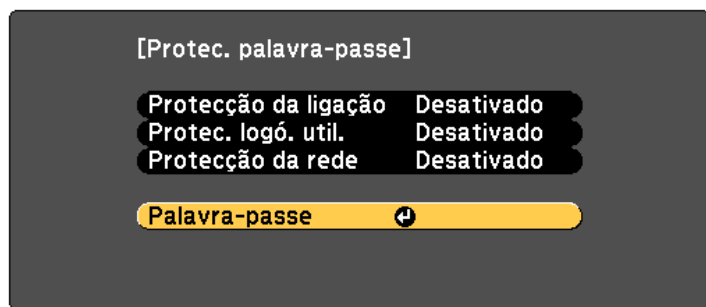 [Protec. palavra-passe]
Protecção da ligação Desativado
Protec. logó. util. Desativado
Protecção da rede Desativado
Palavra-passe